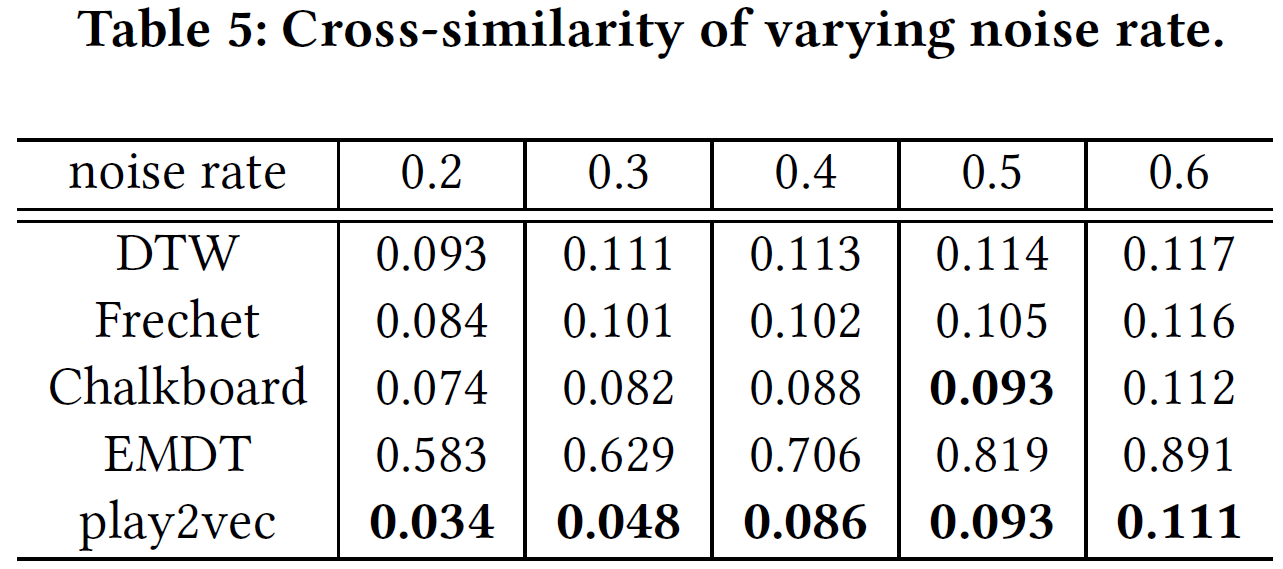 Table 5: Cross-similarity of varying noise rate.
noise rate 0.2 0.3 0.4 0.5 0.6
DTW 0.093 0.111 0.113 0.114 0.117
Frechet 0.084 0.101 0.102 0.105 0.116
Chalkboard 0.074 0.082 0.088 0.093 0.112
EMDT 0.583 0.629 0.706 0.819 0.891
play2vec 0.034 0.048 0.086 0.093 0.111